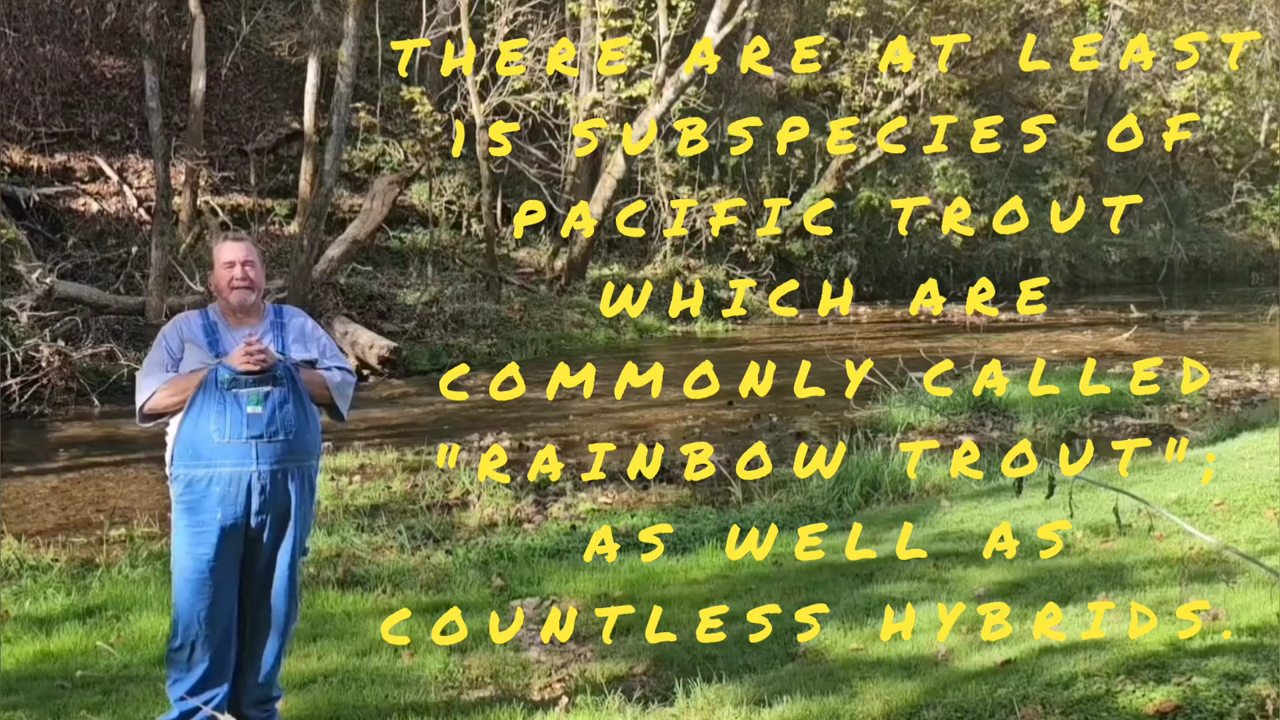 THERE ARE AT LEAST
15 SUBSPECIES OF
PACIFIC TROUT
WHICH ARE
COMMONLY CALLED
"RAINBOW TROUT";
AS WELL AS
COUNTLESS HYBRIDS.